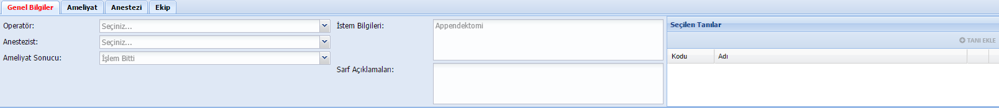 Genel Bilgiler Ameliyat Anestezi Ekip
Operatör: Seçiniz...
Anestezist: Seçiniz...
Ameliyat Sonucu: İşlem Bitti
İstem Bilgileri: Appendektomi
Sarf Açıklamaları:
Seçilen Tanılar
TANI EKLE
Kodu Adı